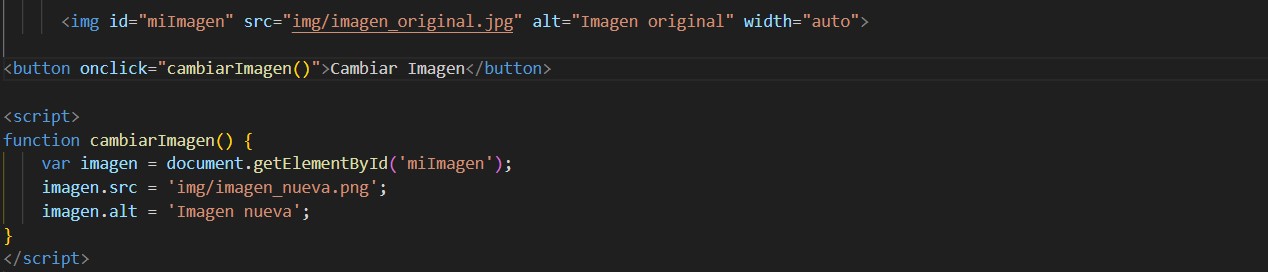 <img id="miImagen" src="img/imagen_original.jpg" alt="Imagen original" width="auto">
<button onclick="cambiarImagen()">Cambiar Imagen</button>
<script>
function cambiarImagen() {
var imagen = document.getElementById('miImagen');
imagen.src = 'img/imagen_nueva.png';
imagen.alt = 'Imagen nueva';
}
</script>